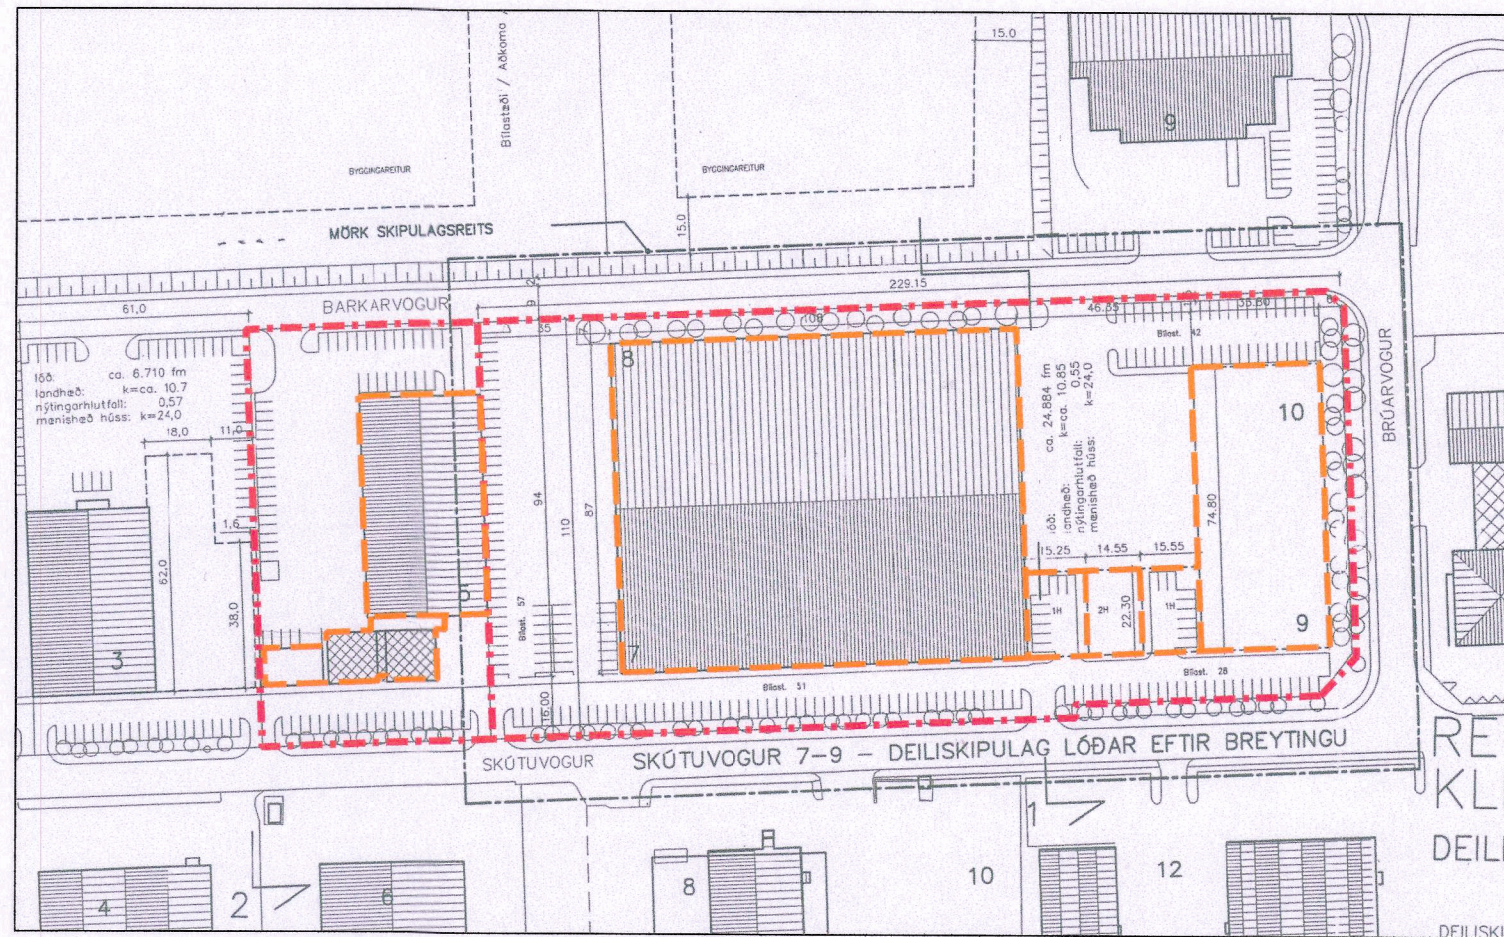 15.0
Bílastæði / Aðkoma
9
BYGGINGAREITUR
BYGGINGAREITUR
15.0
MÖRK SKIPULAGSREITS
229.15
61,0
BARKARVOGUR
35
108
46.55
35.80
Bílast. 42
lóð: ca. 6.710 fm
landhæð: k=ca. 10.7
nýtingarhlutfall: 0,57
mænishæð húss: k=24,0
18,0
11,0
1,6
62,0
38,0
3
5
94
110
87
Bílast. 57
16.00
8
7
lóð: ca. 24.884 fm
landhæð: k=ca. 10.85
nýtingarhlutfall: 0,55
mænishæð húss: k=24,0
15.25
14.55
15.55
1H
2H
1H
22.30
74.80
10
9
BRÚARVOGUR
Bílast. 51
Bílast. 28
SKÚTUVOGUR
SKÚTUVOGUR 7-9 - DEILISKIPULAG LÓÐAR EFTIR BREYTINGU
RE
KL
DEILI
DEILISKI
1
2
4
6
8
10
12